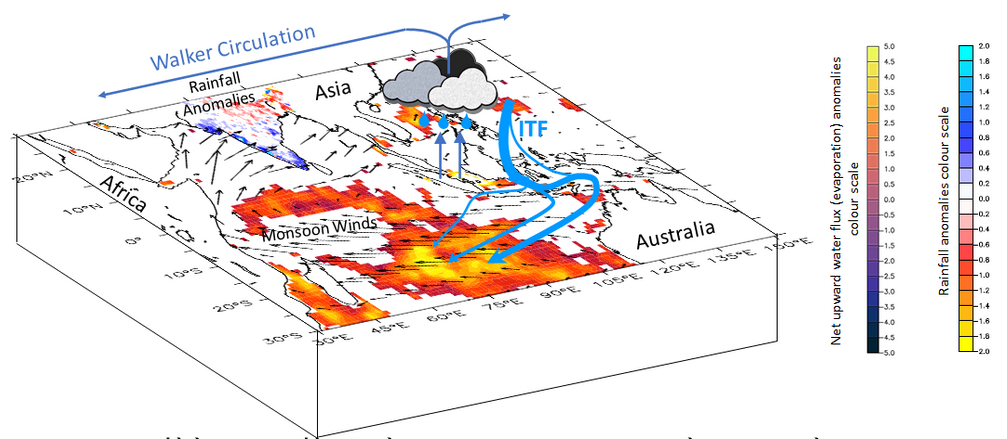 Walker Circulation
Rainfall
Anomalies
Asia
ITF
Africa
Monsoon Winds
Australia
20°N
10°N
0°
10°S
20°S
30°S
30°E
45°E
60°E
75°E
90°E
105°E
120°E
135°E
150°E
Net upward water flux (evaporation) anomalies
colour scale
5.0
4.5
4.0
3.5
3.0
2.5
2.0
1.5
1.0
0.5
0.0
-0.5
-1.0
-1.5
-2.0
-2.5
-3.0
-3.5
-4.0
-4.5
-5.0
Rainfall anomalies colour scale
2.0
1.8
1.6
1.4
1.2
1.0
0.8
0.6
0.4
0.2
0.0
0.2
0.4
0.6
0.8
1.0
1.2
1.4
1.6
1.8
2.0